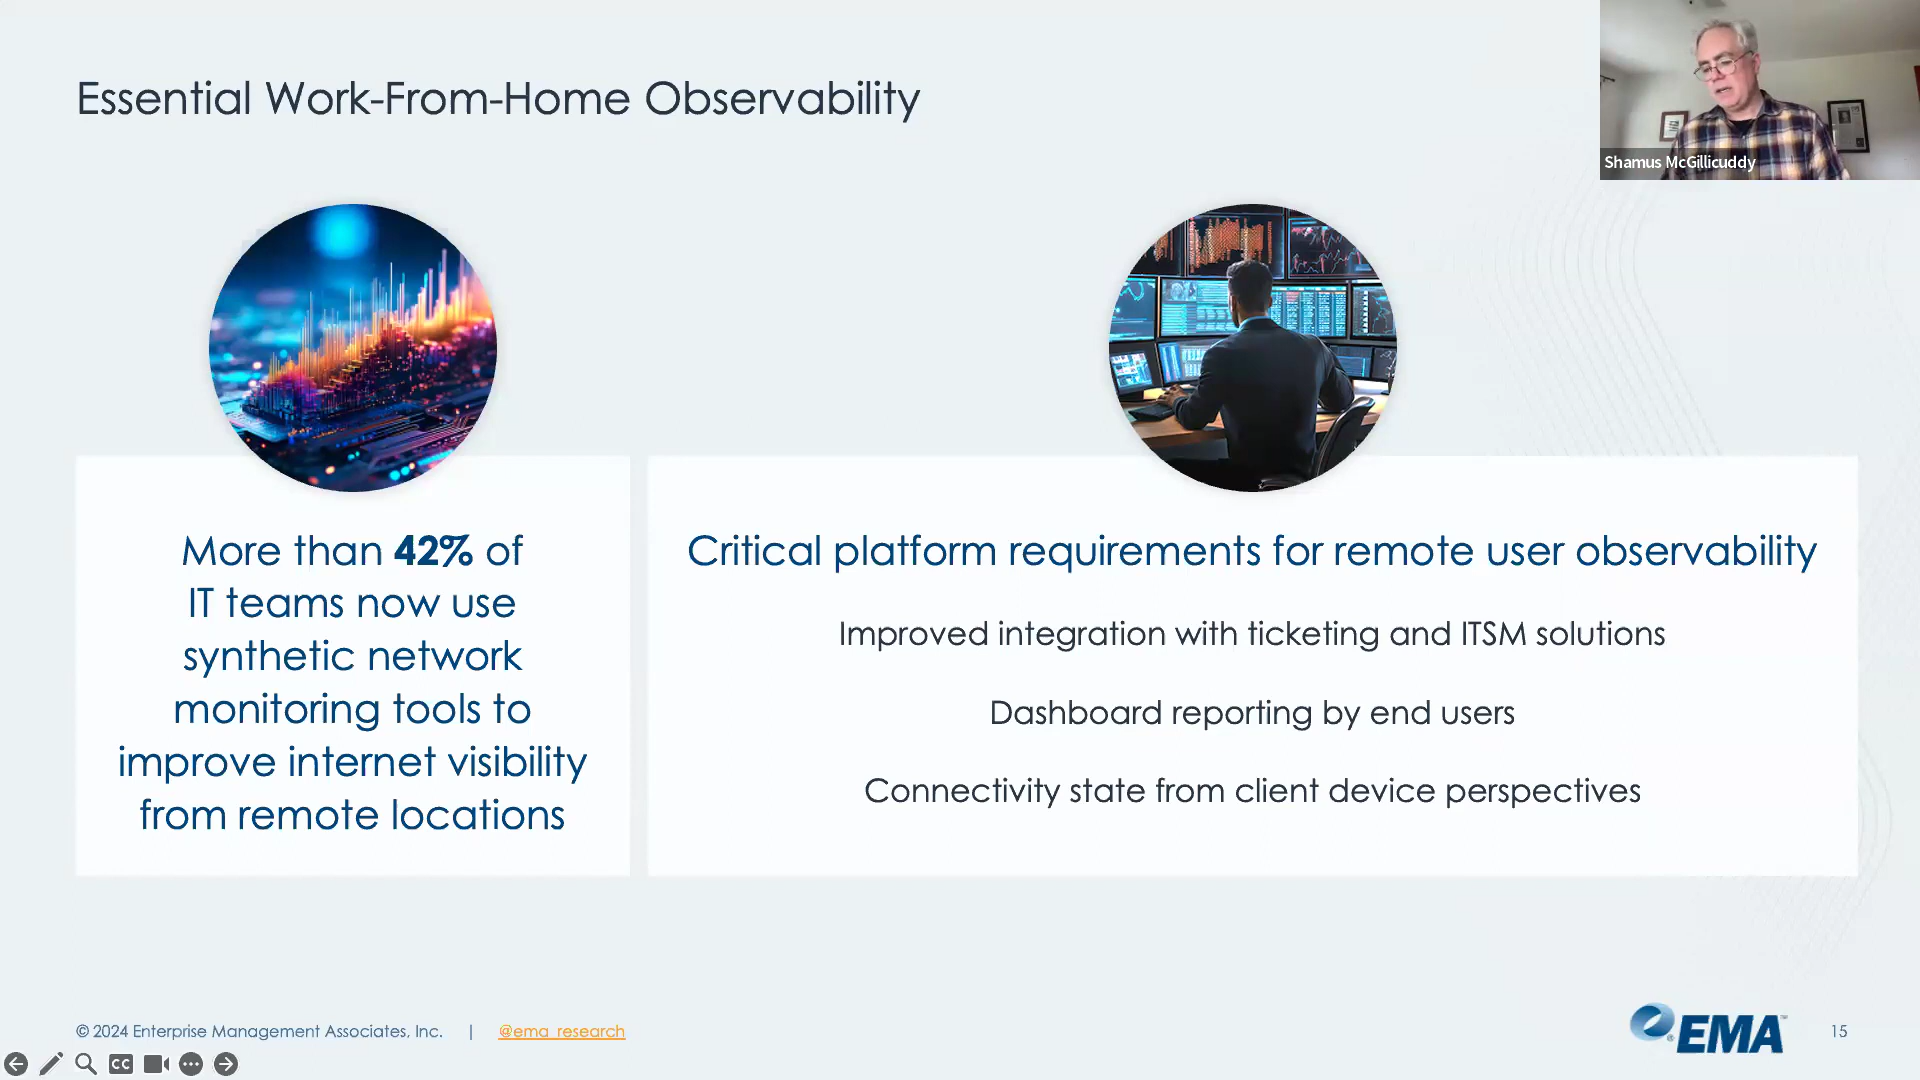 Essential Work-From-Home Observability
Shamus McGillicuddy
More than 42% of
IT teams now use
synthetic network
monitoring tools to
improve internet visibility
from remote locations
Critical platform requirements for remote user observability
Improved integration with ticketing and ITSM solutions
Dashboard reporting by end users
Connectivity state from client device perspectives
© 2024 Enterprise Management Associates, Inc. | @ema_research
EMA™
15
CC